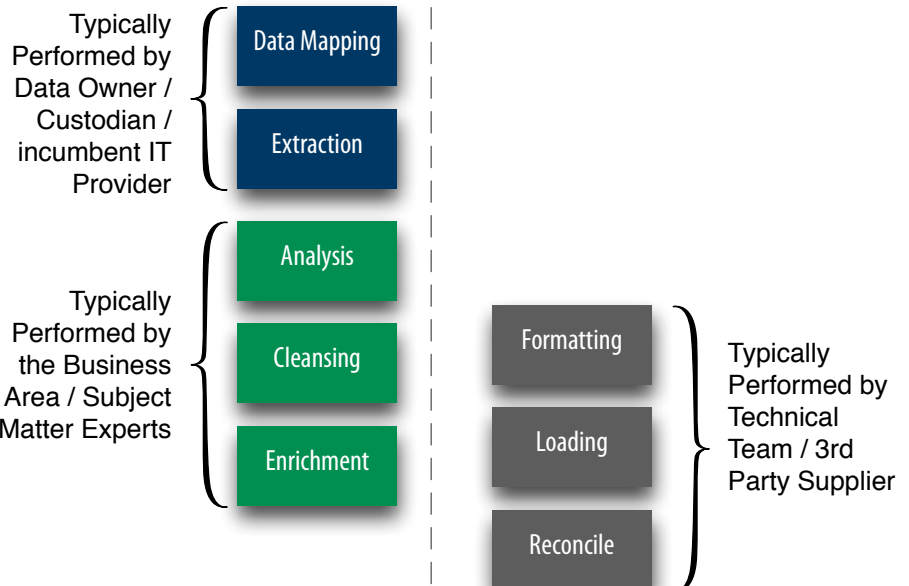 Typically
Performed by
Data Owner /
Custodian /
incumbent IT
Provider
Data Mapping
Extraction
Typically
Performed by
the Business
Area / Subject
Matter Experts
Analysis
Cleansing
Enrichment
Formatting
Loading
Reconcile
Typically
Performed by
Technical
Team / 3rd
Party Supplier